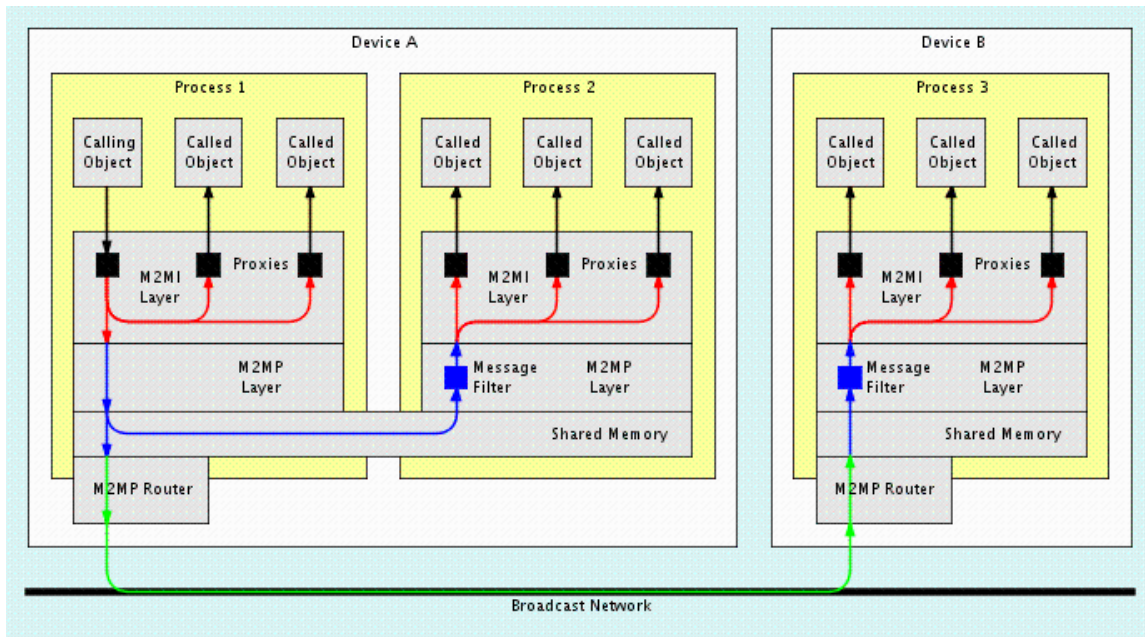 Device A
Device B
Process 1
Process 2
Process 3
Calling
Object
Called
Object
Called
Object
Called
Object
Called
Object
Called
Object
Called
Object
Called
Object
Called
Object
Proxies
M2MI
Layer
Proxies
M2MI
Layer
Proxies
M2MI
Layer
M2MP
Layer
Message
Filter
M2MP
Layer
Message
Filter
M2MP
Layer
Shared Memory
Shared Memory
M2MP Router
M2MP Router
Broadcast Network